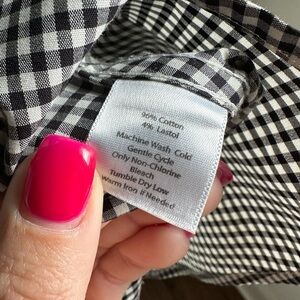 96% Cotton
4% Lastol
Machine Wash Cold
Gentle Cycle
Only Non-Chlorine
Bleach
Tumble Dry Low
Warm Iron if Needed